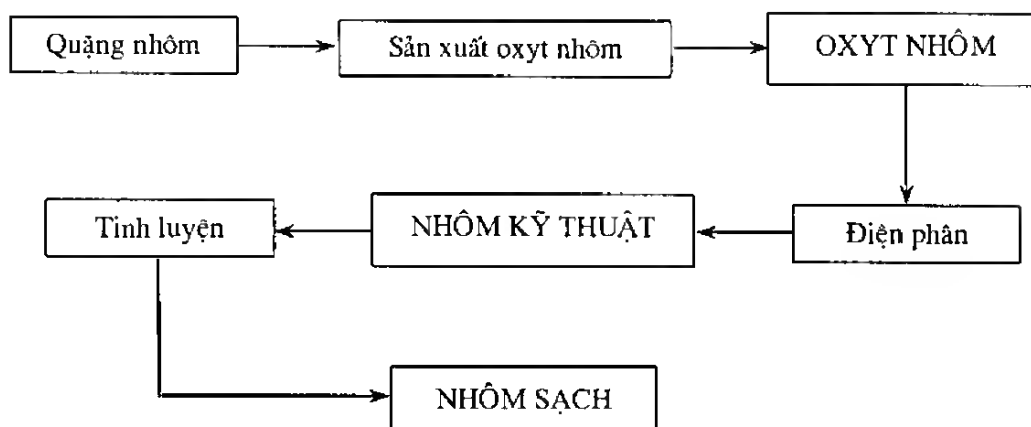 Quặng nhôm
Sản xuất oxyt nhôm
OXYT NHÔM
Điện phân
NHÔM KỸ THUẬT
Tinh luyện
NHÔM SẠCH